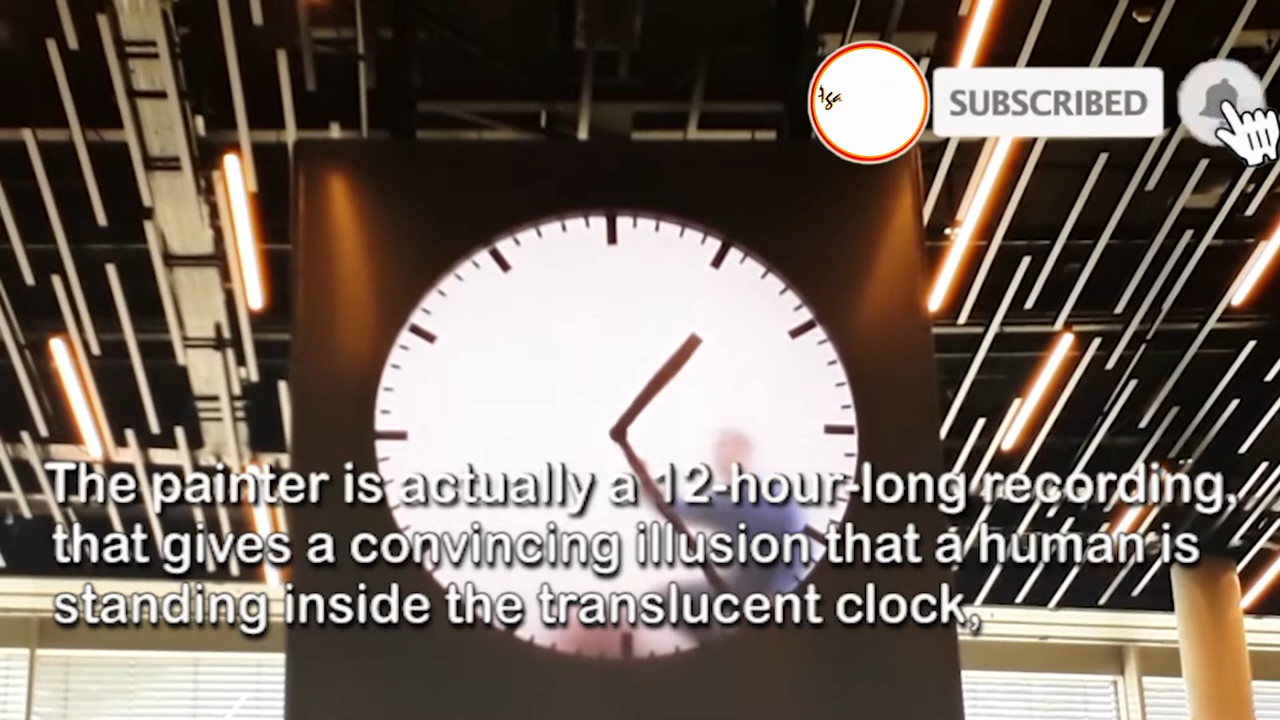 SUBSCRIBED
The painter is actually a 12-hour-long recording,
that gives a convincing illusion that a human is
standing inside the translucent clock,